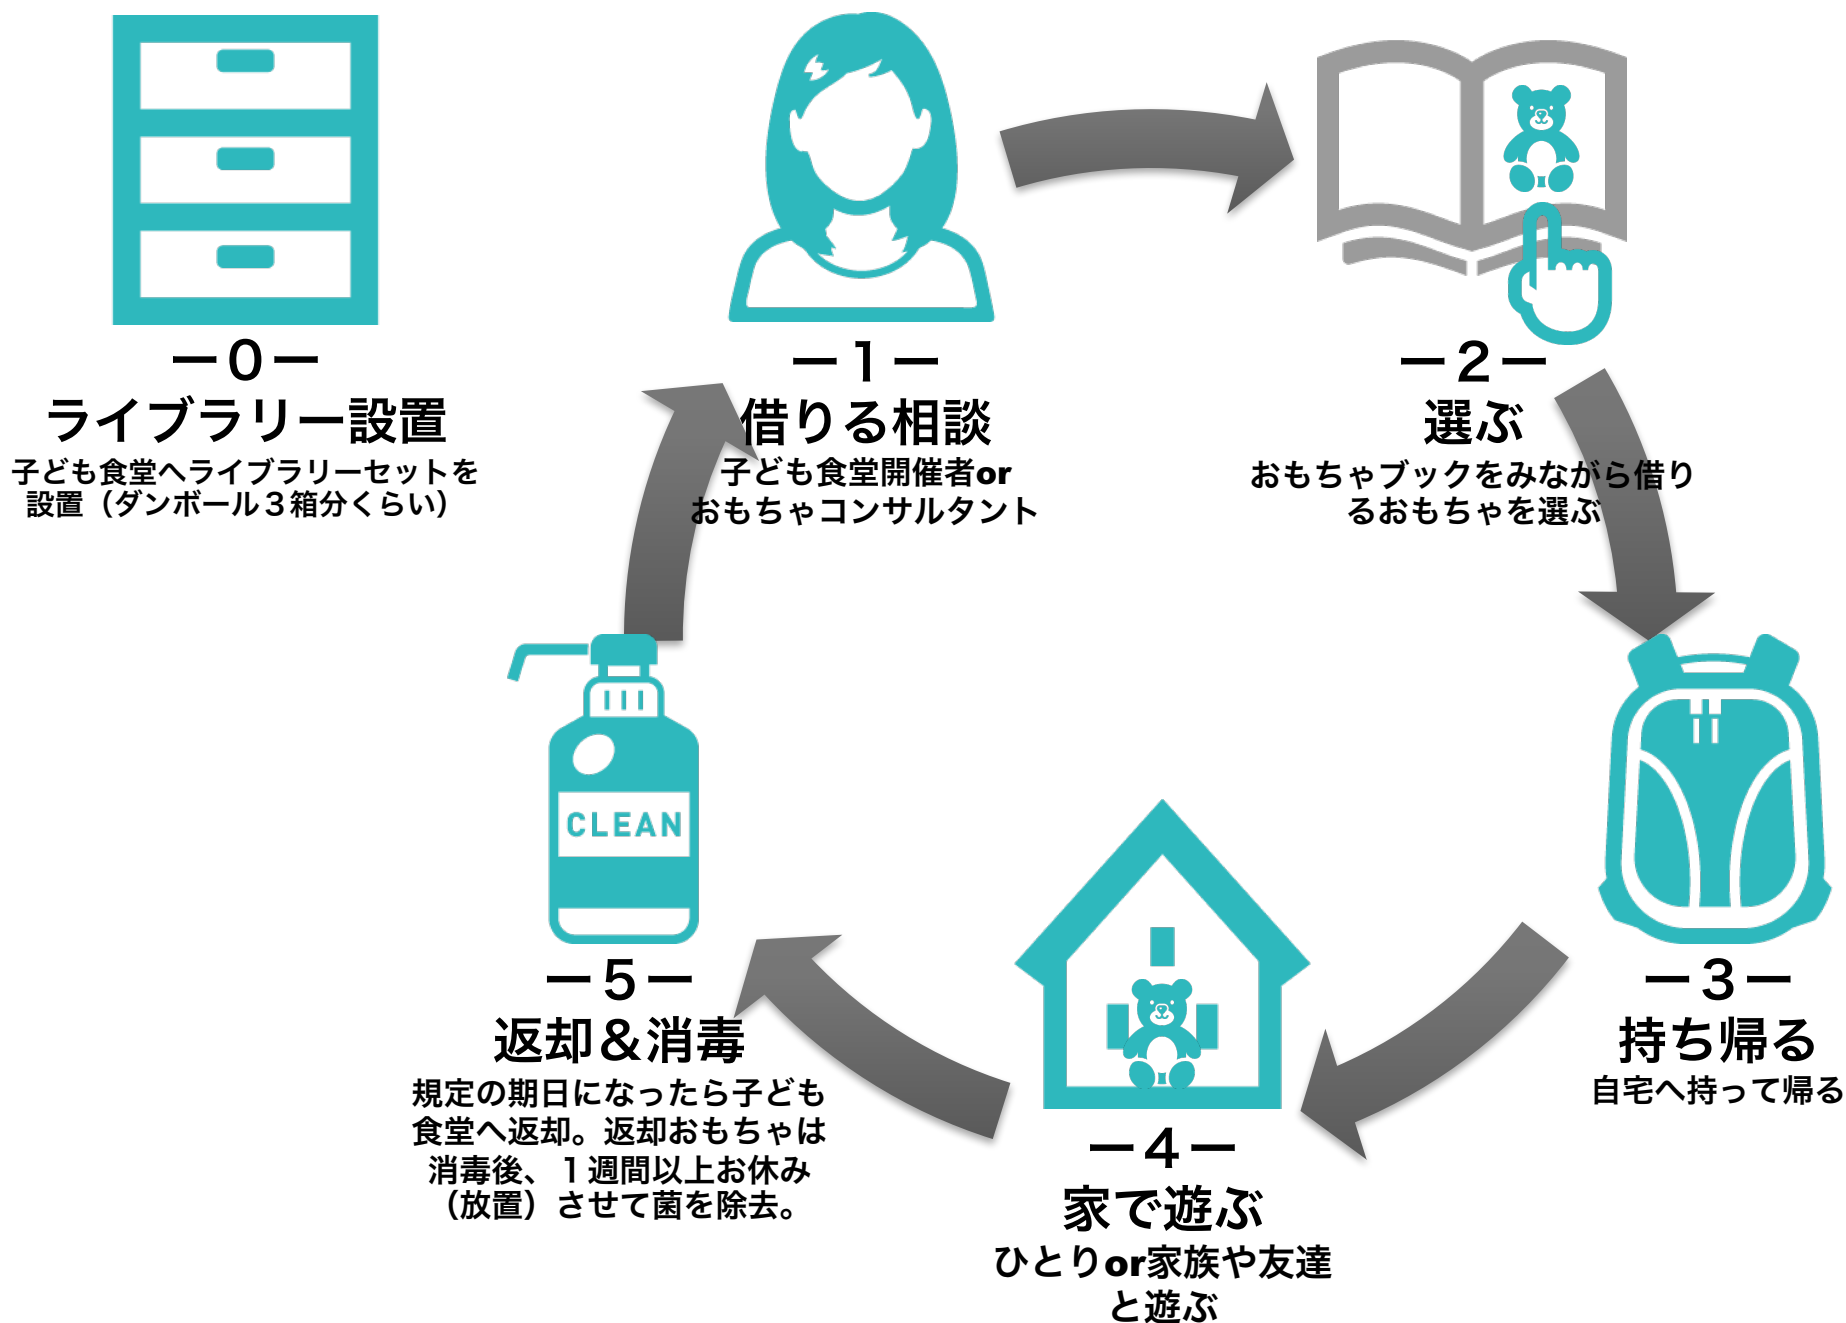 ー０ー
ライブラリー設置
子ども食堂へライブラリーセットを
設置（ダンボール３箱分くらい）
ー１ー
借りる相談
子ども食堂開催者or
おもちゃコンサルタント
ー２ー
選ぶ
おもちゃブックをみながら借り
るおもちゃを選ぶ
ー３ー
持ち帰る
自宅へ持って帰る
ー４ー
家で遊ぶ
ひとりor家族や友達
と遊ぶ
CLEAN
ー５ー
返却＆消毒
規定の期日になったら子ども
食堂へ返却。返却おもちゃは
消毒後、１週間以上お休み
（放置）させて菌を除去。